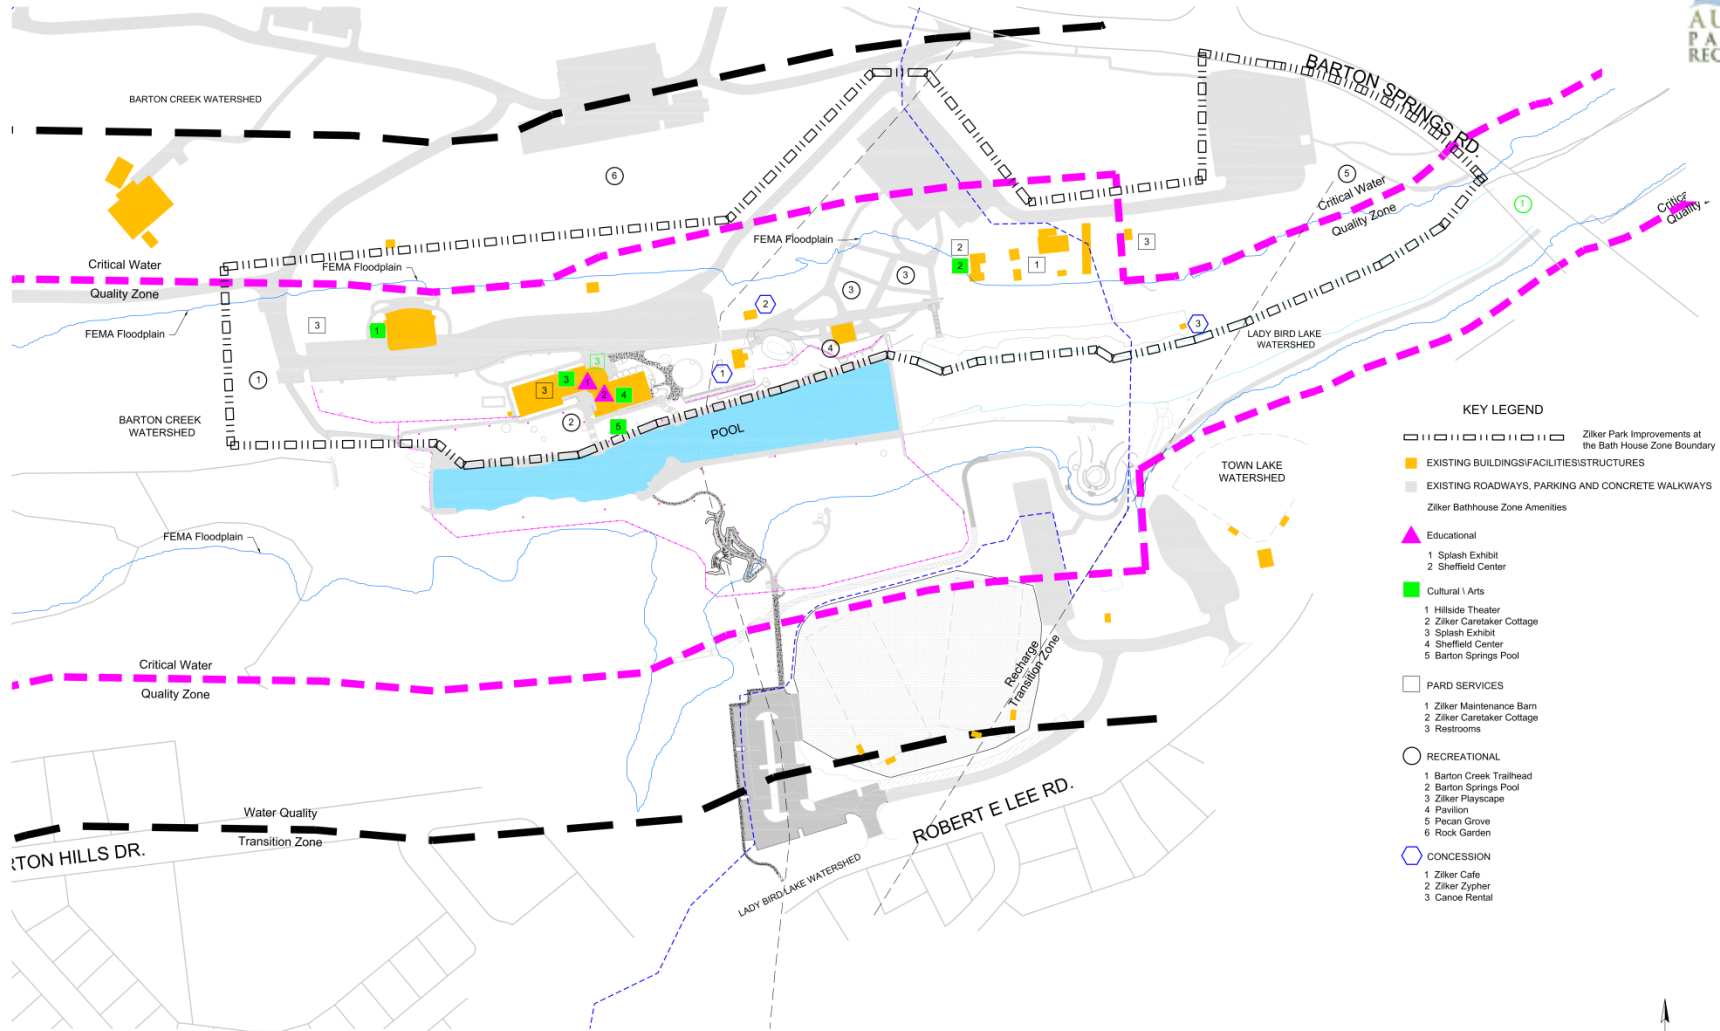 AU
PA
REC
BARTON SPRINGS RD.
BARTON CREEK WATERSHED
6
5
Critical Water
Quality Zone
1
Critical Water
Quality Zone
FEMA Floodplain
FEMA Floodplain
FEMA Floodplain
2
2
1
3
3
3
3
1
2
3
4
1
3
LADY BIRD LAKE
WATERSHED
1
3
3
3
1
2
4
2
5
POOL
BARTON CREEK
WATERSHED
TOWN LAKE
WATERSHED
FEMA Floodplain
Critical Water
Quality Zone
Recharge
Transition Zone
Water Quality
Transition Zone
RTON HILLS DR.
ROBERT E LEE RD.
LADY BIRD LAKE WATERSHED
KEY LEGEND
Zilker Park Improvements at
the Bath House Zone Boundary
EXISTING BUILDINGS\FACILITIES\STRUCTURES
EXISTING ROADWAYS, PARKING AND CONCRETE WALKWAYS
Zilker Bathhouse Zone Amenities
Educational
1 Splash Exhibit
2 Sheffield Center
Cultural \ Arts
1 Hillside Theater
2 Zilker Caretaker Cottage
3 Splash Exhibit
4 Sheffield Center
5 Barton Springs Pool
PARD SERVICES
1 Zilker Maintenance Barn
2 Zilker Caretaker Cottage
3 Restrooms
RECREATIONAL
1 Barton Creek Trailhead
2 Barton Springs Pool
3 Zilker Playscape
4 Pavilion
5 Pecan Grove
6 Rock Garden
CONCESSION
1 Zilker Cafe
2 Zilker Zypher
3 Canoe Rental